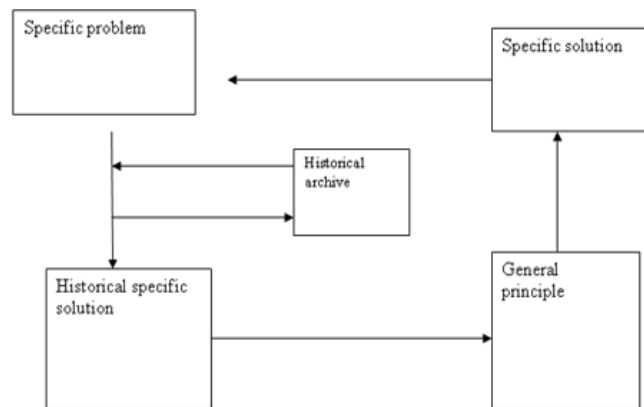 Specific problem
Specific solution
Historical
archive
Historical specific
solution
General
principle